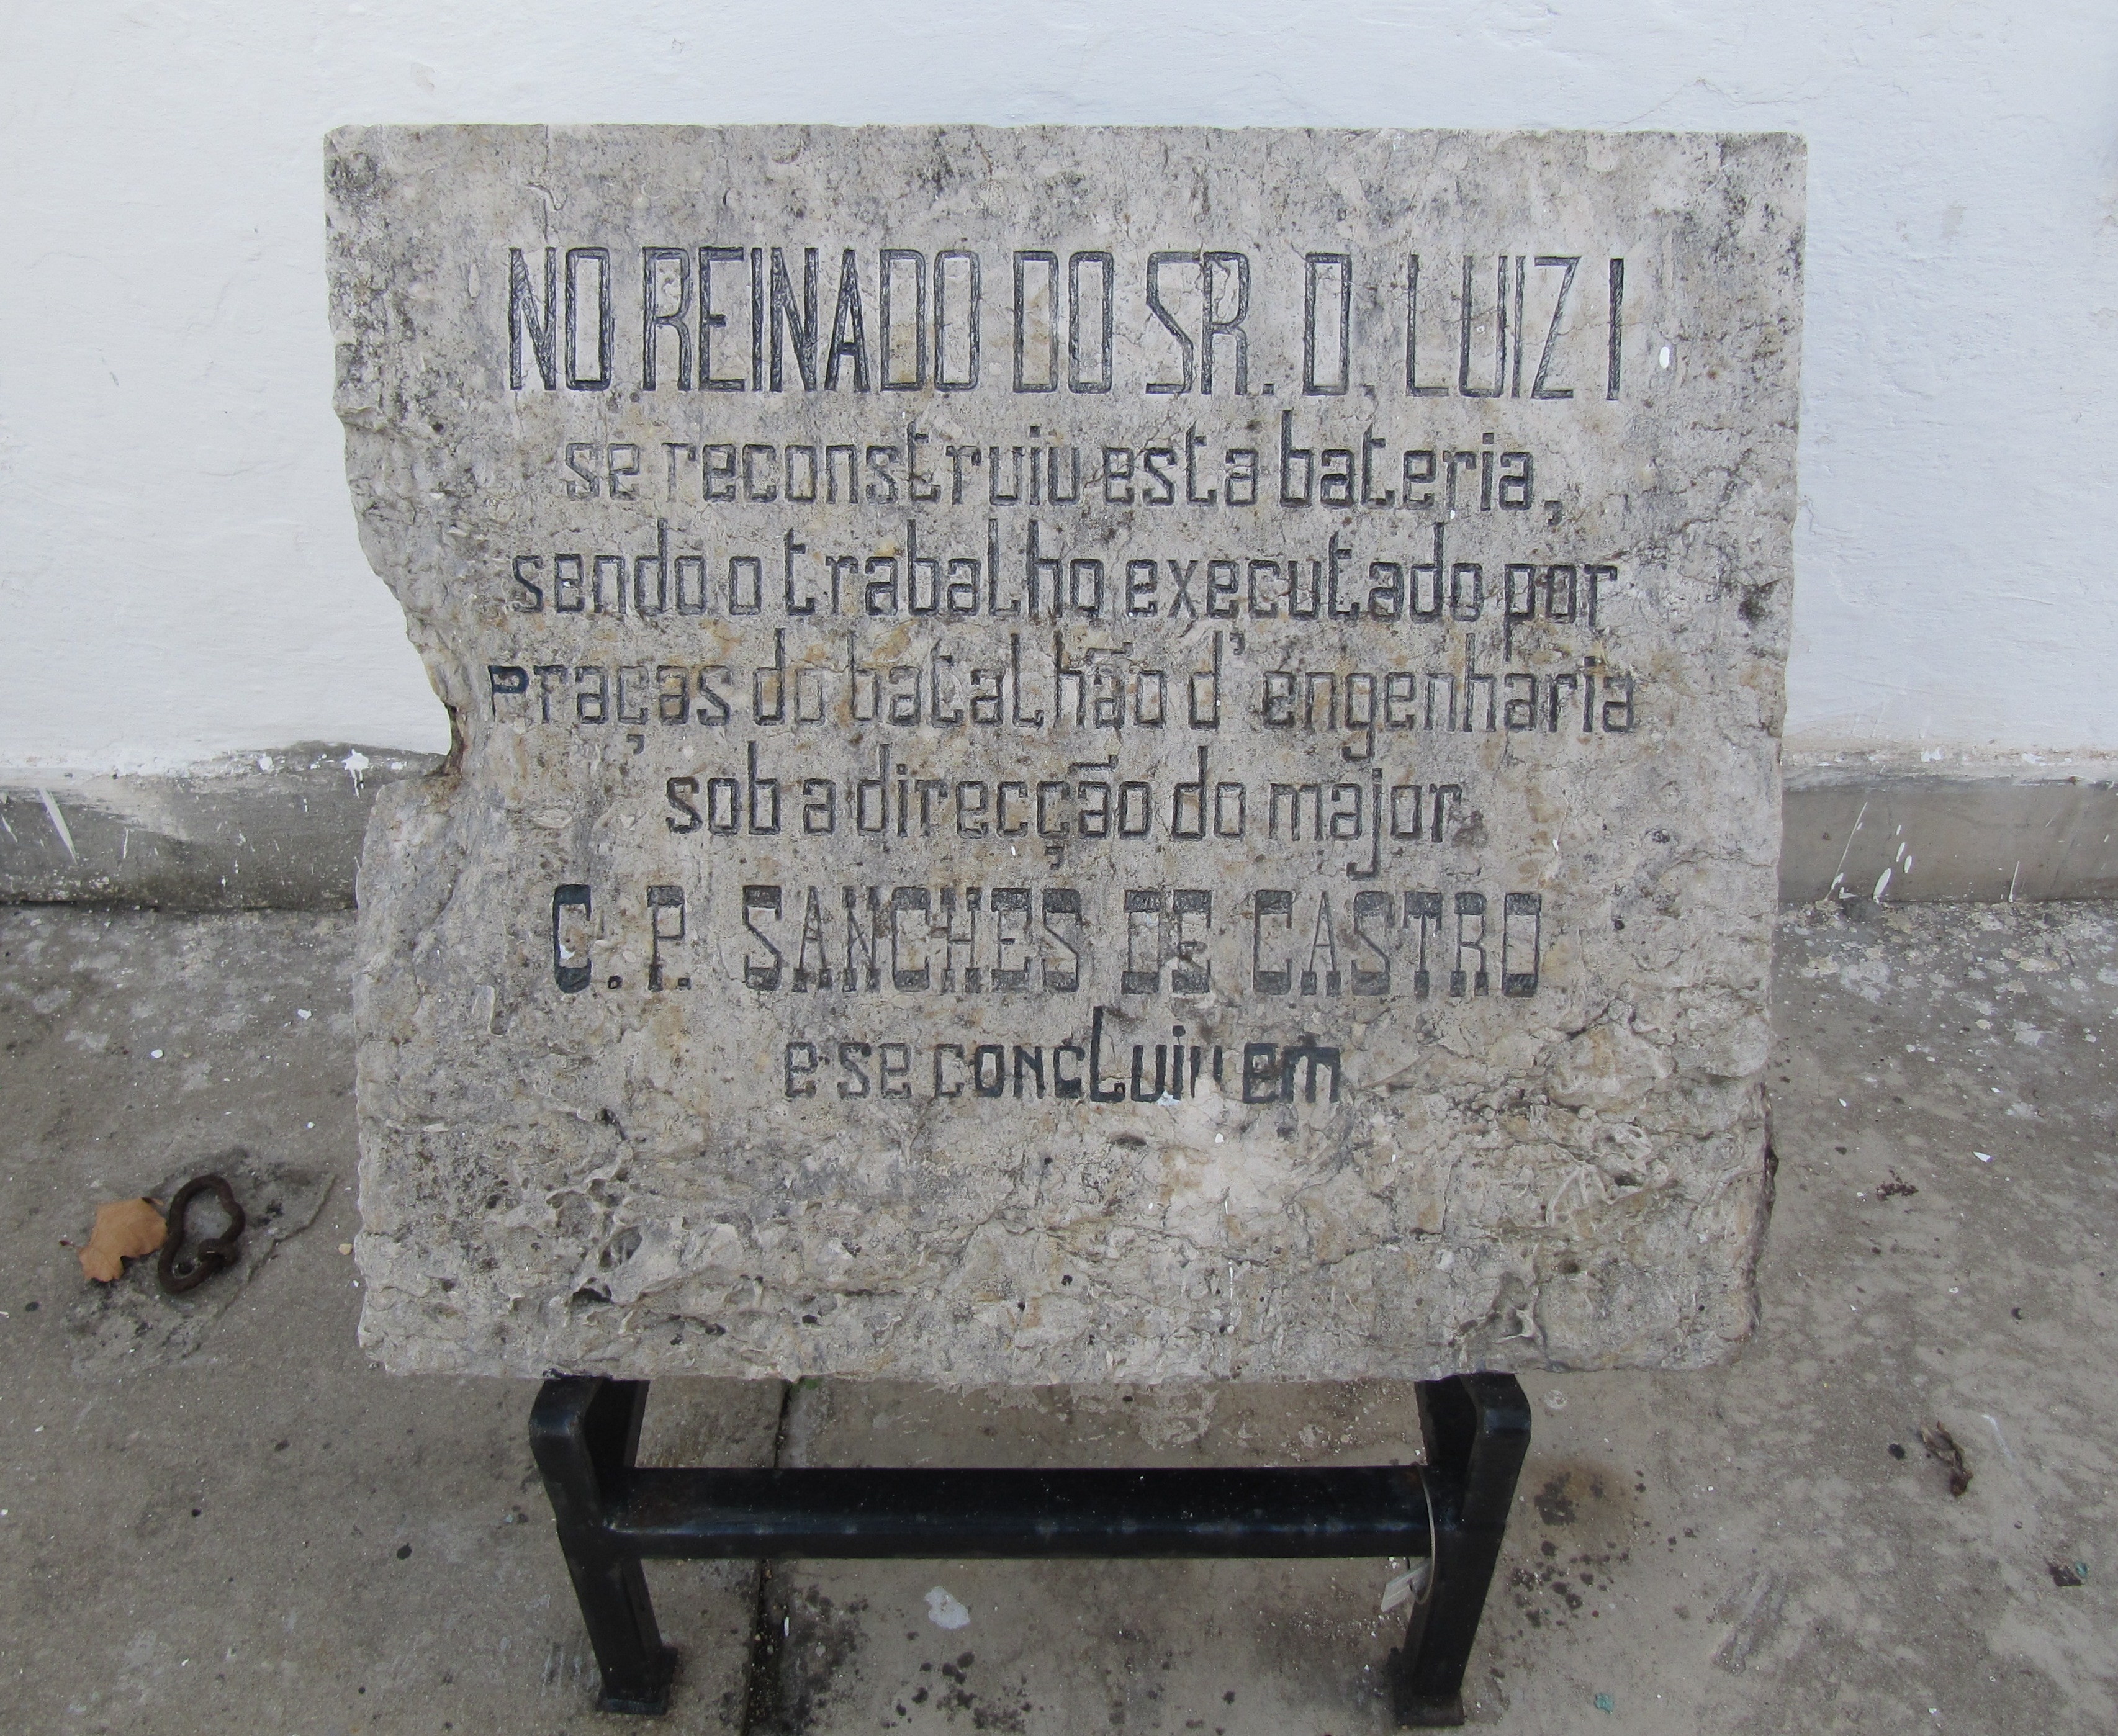 NO REINADO DO SR. D. LUIZ I
se reconstruiu esta bateria,
sendo o trabalho executado por
praças do batalhão d'engenharia
sob a direcção do major
C. P. SANCHES DE CASTRO
e se concluiu em